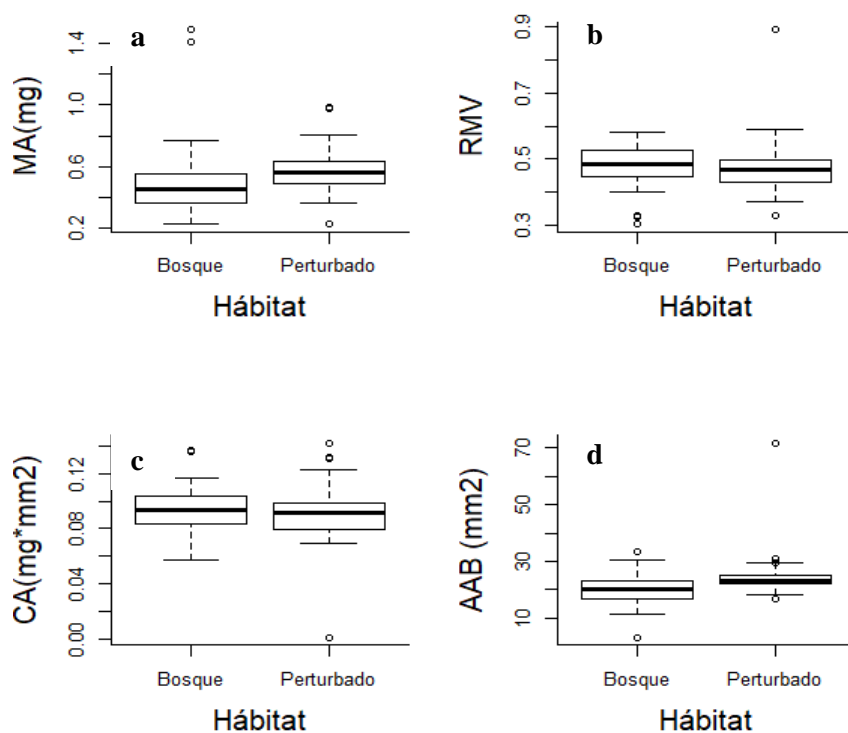 a
MA(mg)
0.2 0.6 1.0 1.4
Bosque Perturbado
Hábitat
b
RMV
0.3 0.5 0.7 0.9
Bosque Perturbado
Hábitat
c
CA(mg*mm2)
0.00 0.04 0.08 0.12
Bosque Perturbado
Hábitat
d
AAB (mm2)
10 30 50 70
Bosque Perturbado
Hábitat